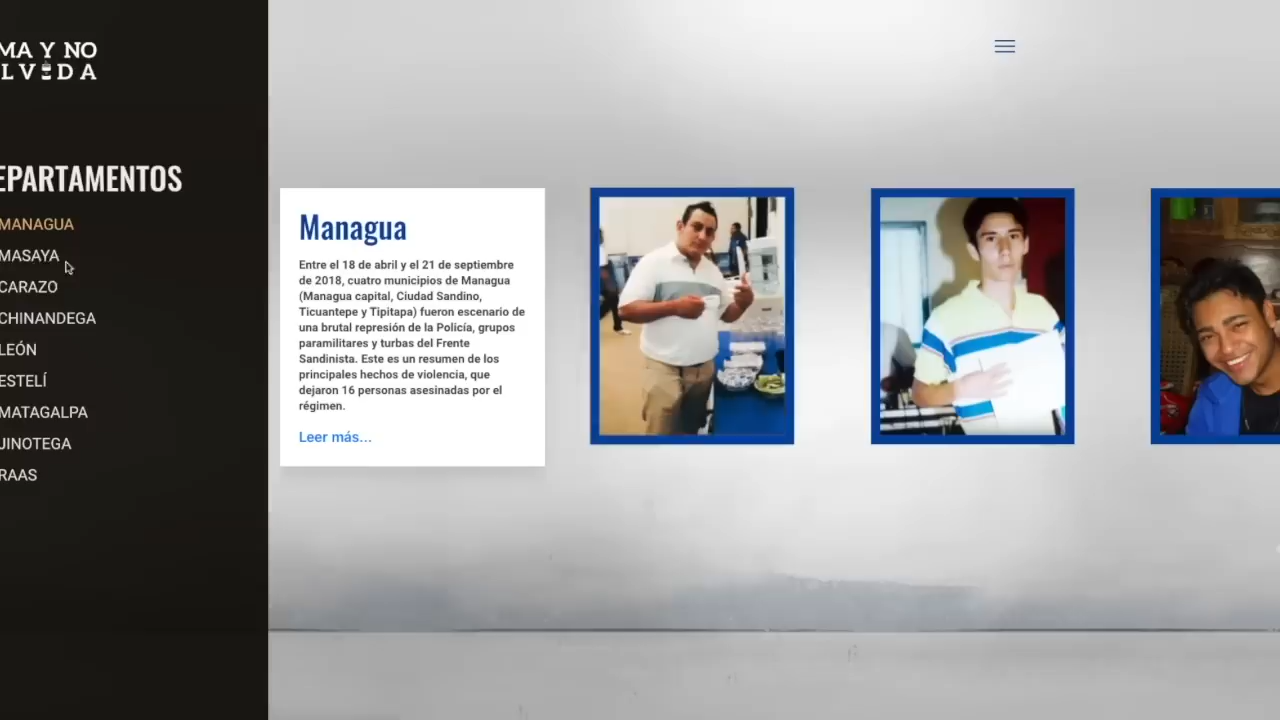 MA Y NO
LVIDA
EPARTAMENTOS
MANAGUA
MASAYA
CARAZO
CHINANDEGA
LEÓN
ESTELÍ
MATAGALPA
JINOTEGA
RAAS
Managua
Entre el 18 de abril y el 21 de septiembre
de 2018, cuatro municipios de Managua
(Managua capital, Ciudad Sandino,
Ticuantepe y Tipitapa) fueron escenario de
una brutal represión de la Policía, grupos
paramilitares y turbas del Frente
Sandinista. Este es un resumen de los
principales hechos de violencia, que
dejaron 16 personas asesinadas por el
régimen.
Leer más...